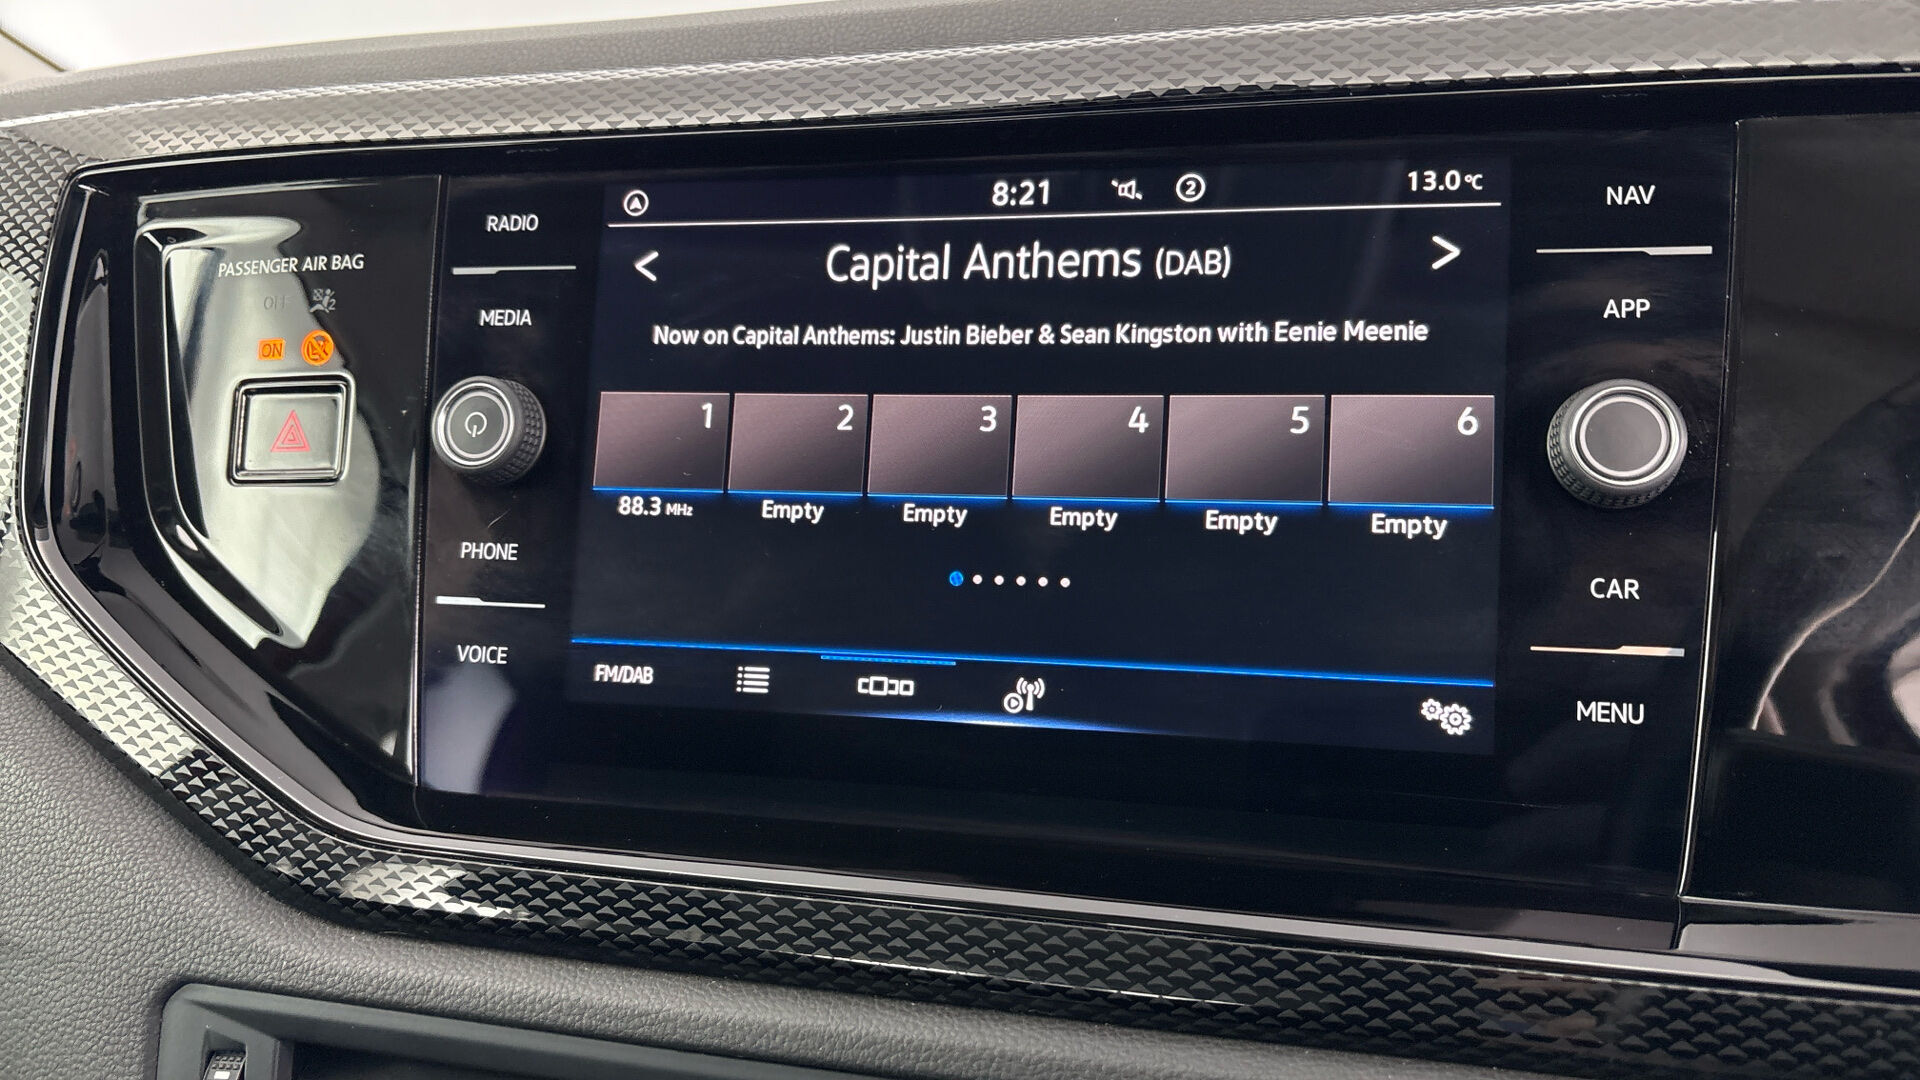 8:21
2
13.0°C
RADIO
NAV
Capital Anthems (DAB)
PASSENGER AIR BAG
OFF
2
MEDIA
APP
Now on Capital Anthems: Justin Bieber & Sean Kingston with Eenie Meenie
ON
1 2 3 4 5 6
88.3 MHz Empty Empty Empty Empty Empty
PHONE
CAR
VOICE
FM/DAB
MENU